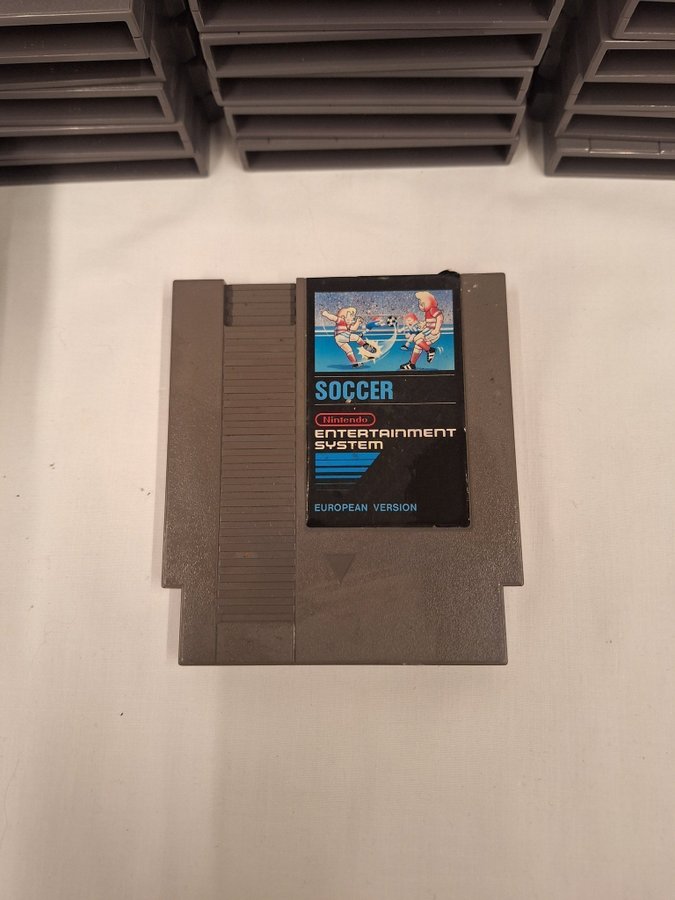 SOCCER
Nintendo
ENTERTAINMENT
SYSTEM
EUROPEAN VERSION